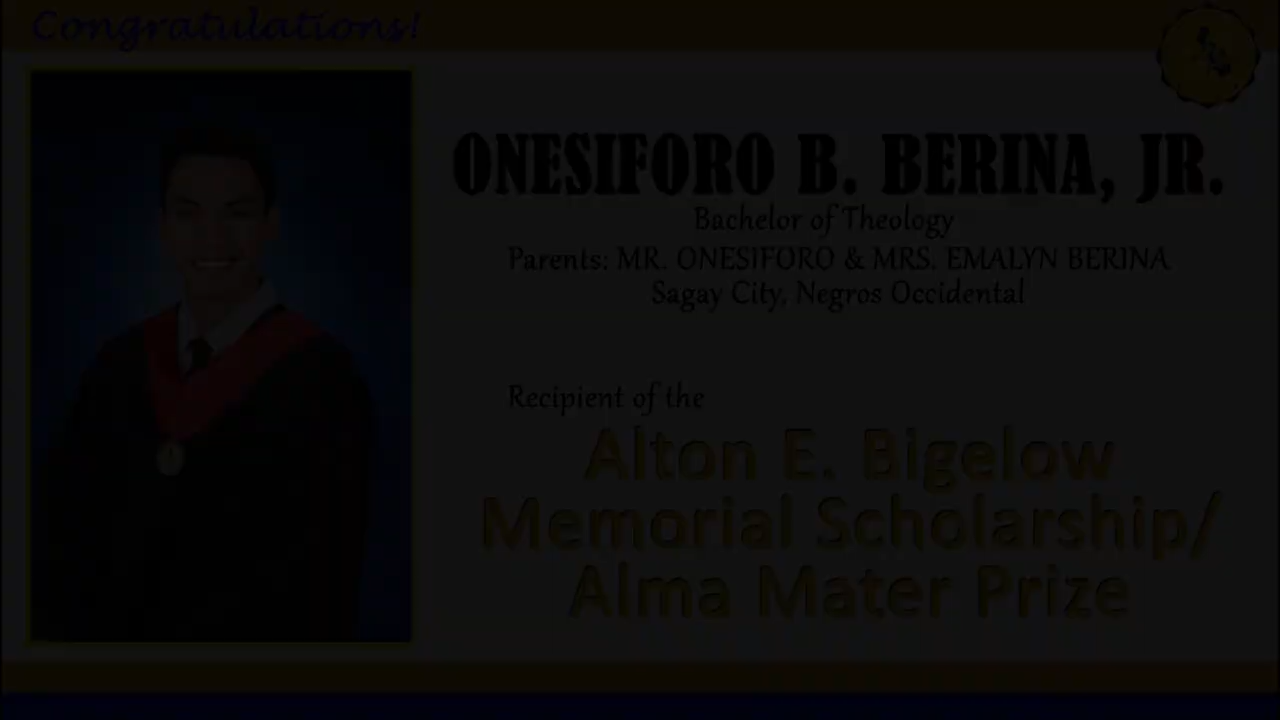 Congratulations!
ONESIFORO B. BERINA, JR.
Bachelor of Theology
Parents: MR. ONESIFORO & MRS. EMALYN BERINA
Sagay City, Negros Occidental
Recipient of the
Alton E. Bigelow
Memorial Scholarship/
Alma Mater Prize